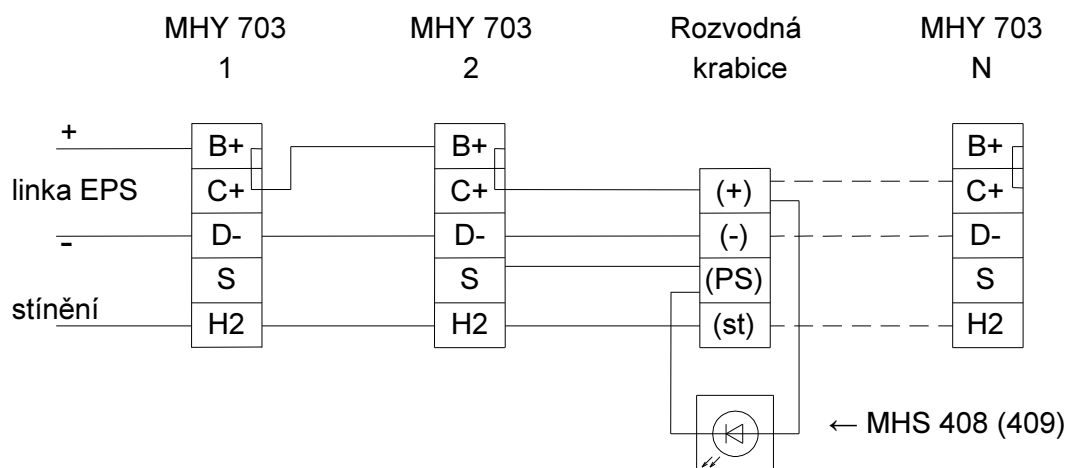 MHY 703
1
MHY 703
2
Rozvodná
krabice
MHY 703
N
+
linka EPS
-
stínění
B+
C+
D-
S
H2
B+
C+
D-
S
H2
(+)
(-)
(PS)
(st)
B+
C+
D-
S
H2
← MHS 408 (409)